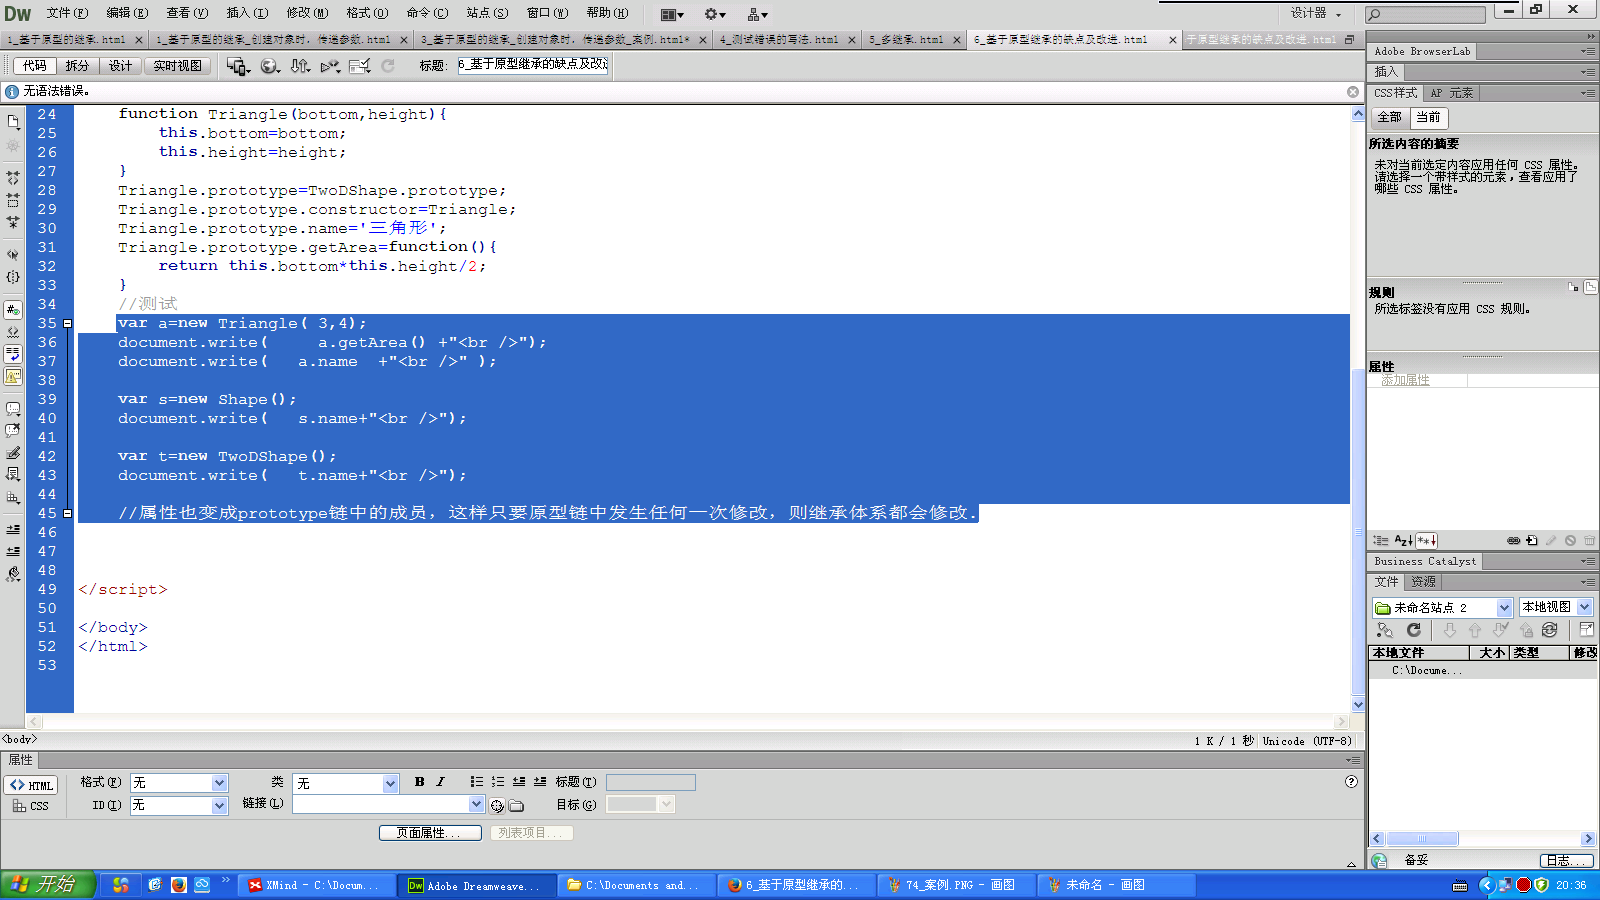 Dw 文件(F) 编辑(E) 查看(V) 插入(I) 修改(M) 格式(O) 命令(C) 站点(S) 窗口(W) 帮助(H) 设计器
1_基于原型的继承.html 1_基于原型的继承_创建对象时，传递参数.html 3_基于原型的继承_创建对象时，传递参数_案例.html* 4_测试错误的写法.html 5_多继承.html 6_基于原型继承的缺点及改进.html 于原型继承的缺点及改进.html
代码 拆分 设计 实时视图 标题: 6_基于原型继承的缺点及改进
无语法错误。
24 function Triangle(bottom,height){
25 this.bottom=bottom;
26 this.height=height;
27 }
28 Triangle.prototype=TwoDShape.prototype;
29 Triangle.prototype.constructor=Triangle;
30 Triangle.prototype.name='三角形';
31 Triangle.prototype.getArea=function(){
32 return this.bottom*this.height/2;
33 }
34 //测试
35 var a=new Triangle( 3,4);
36 document.write( a.getArea() +"<br />");
37 document.write( a.name +"<br />" );
38
39 var s=new Shape();
40 document.write( s.name+"<br />");
41
42 var t=new TwoDShape();
43 document.write( t.name+"<br />");
44
45 //属性也变成prototype链中的成员，这样只要原型链中发生任何一次修改，则继承体系都会修改.
46
47
48
49 </script>
50
51 </body>
52 </html>
53
<body>
1 K / 1 秒 Unicode (UTF-8)
属性
HTML 格式(F) 无 类 无 B I 标题(T)
CSS ID(I) 无 链接(L) 目标(G)
页面属性... 列表项目...
Adobe BrowserLab
插入
CSS样式 AP 元素
全部 当前
所选内容的摘要
未对当前选定内容应用任何 CSS 属性。
请选择一个带样式的元素，查看应用了
哪些 CSS 属性。
规则
所选标签没有应用 CSS 规则。
属性
添加属性
Business Catalyst
文件 资源
未命名站点 2 本地视图
本地文件 大小 类型 修改
C:\Docume...
备妥 日志...
开始 XMind - C:\Docum... Adobe Dreamweave... C:\Documents and... 6_基于原型继承的... 74_案例.PNG - 画图 未命名 - 画图 20:36